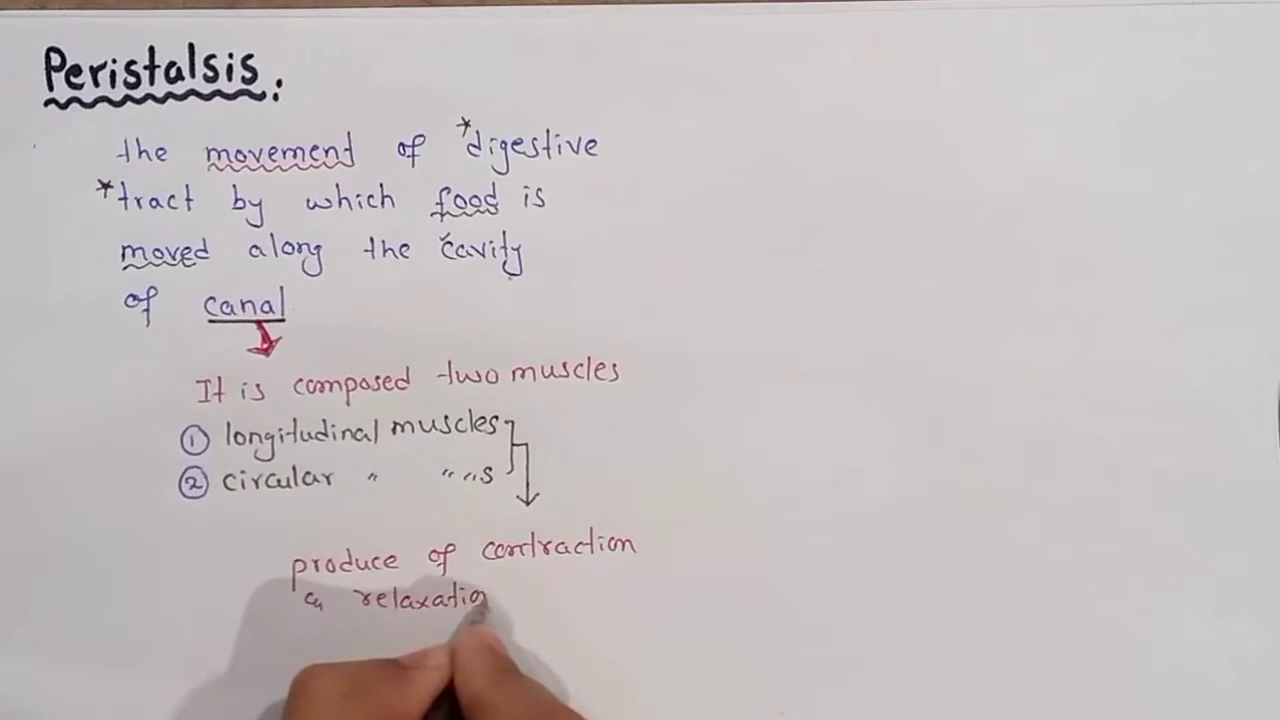 Peristalsis.
the movement of *digestive
*tract by which food is
moved along the cavity
of canal
It is composed two muscles
① longitudinal muscles
② circular " " "s
produce of contraction
relaxatio